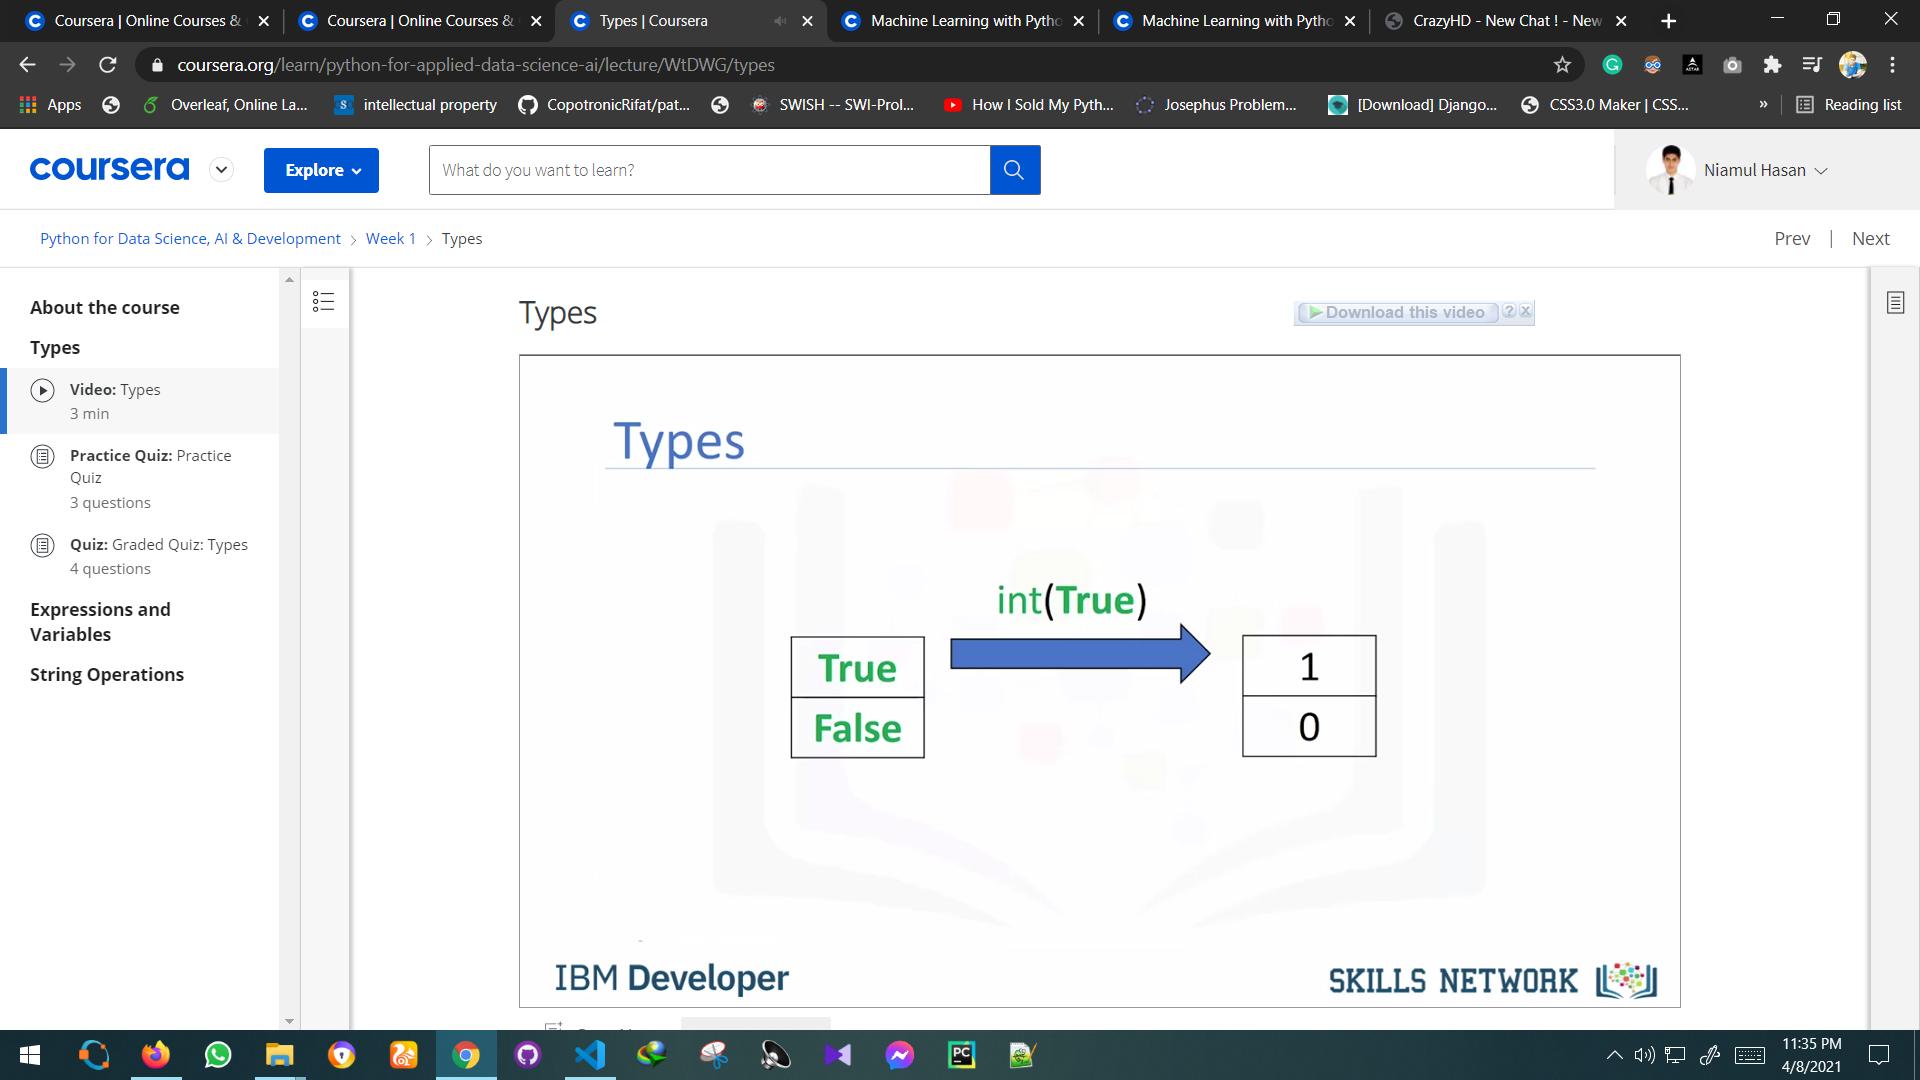 Coursera | Online Courses &
Coursera | Online Courses &
Types | Coursera
Machine Learning with Pytho
Machine Learning with Pytho
CrazyHD - New Chat ! - New
coursera.org/learn/python-for-applied-data-science-ai/lecture/WtDWG/types
Apps
Overleaf, Online La...
intellectual property
CopotronicRifat/pat...
SWISH -- SWI-Prol...
How I Sold My Pyth...
Josephus Problem...
[Download] Django...
CSS3.0 Maker | CSS...
»
Reading list
coursera
Explore
What do you want to learn?
Niamul Hasan
Python for Data Science, AI & Development > Week 1 > Types
Prev | Next
About the course
Types
Video: Types
3 min
Practice Quiz: Practice
Quiz
3 questions
Quiz: Graded Quiz: Types
4 questions
Expressions and
Variables
String Operations
Types
Download this video ? x
Types
int(True)
True
1
False
0
IBM Developer
SKILLS NETWORK
11:35 PM
4/8/2021